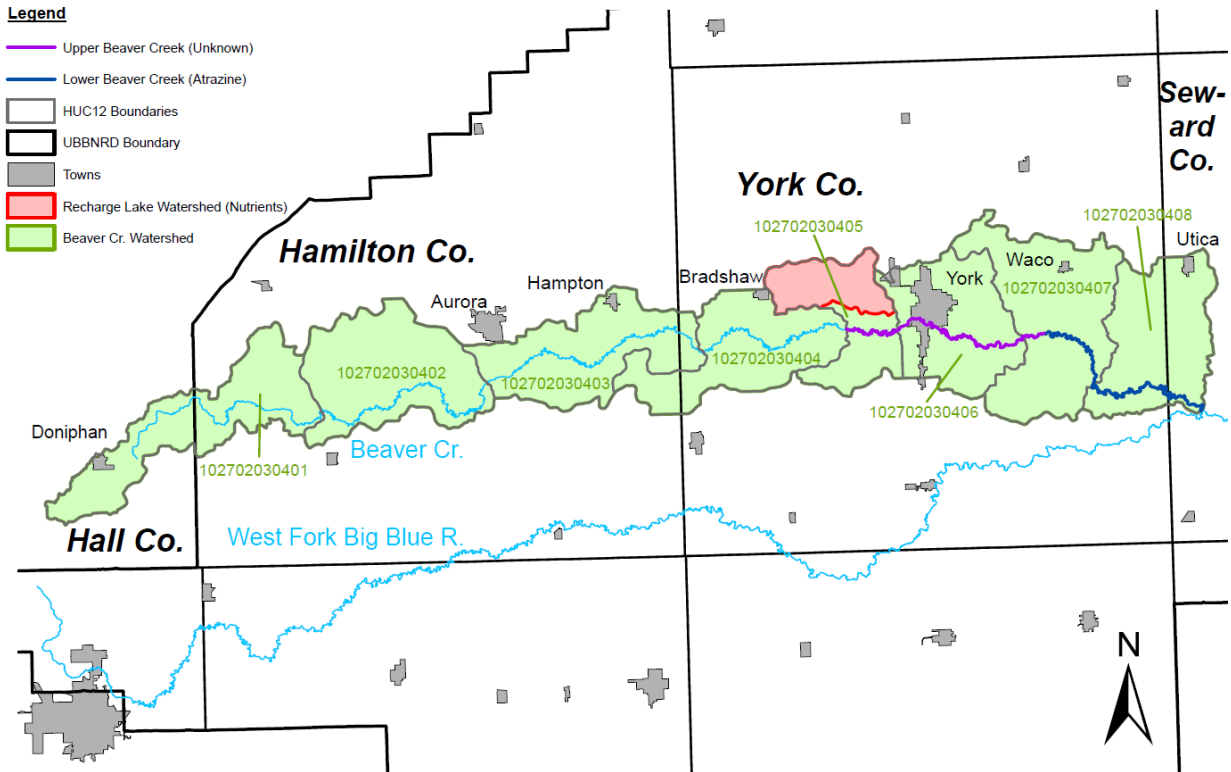 Legend
Upper Beaver Creek (Unknown)
Lower Beaver Creek (Atrazine)
HUC12 Boundaries
UBBNRD Boundary
Towns
Recharge Lake Watershed (Nutrients)
Beaver Cr. Watershed
Sew-
ard
Co.
York Co.
102702030405
102702030408
Hamilton Co.
Utica
Waco
Bradshaw
York
Hampton
102702030407
Aurora
102702030404
102702030402
102702030403
102702030406
Doniphan
Beaver Cr.
102702030401
Hall Co.
West Fork Big Blue R.
N